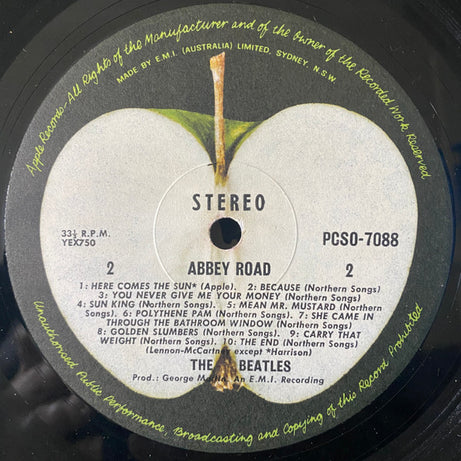 Apple Records-All Rights of the Manufacturer and of the Owner of the Recorded Work Reserved
MADE BY E.M.I. (AUSTRALIA) LIMITED, SYDNEY, N.S.W.
STEREO
33⅓ R.P.M.
YEX750
PCSO-7088
2 ABBEY ROAD 2
1: HERE COMES THE SUN* (Apple). 2: BECAUSE (Northern Songs)
3: YOU NEVER GIVE ME YOUR MONEY (Northern Songs)
4: SUN KING (Northern Songs). 5: MEAN MR. MUSTARD (Northern
Songs). 6: POLYTHENE PAM (Northern Songs). 7: SHE CAME IN
THROUGH THE BATHROOM WINDOW (Northern Songs)
8: GOLDEN SLUMBERS (Northern Songs). 9: CARRY THAT
WEIGHT (Northern Songs). 10: THE END (Northern Songs)
(Lennon-McCartney except *Harrison)
THE BEATLES
Prod.: George An E.M.I. Recording
Unauthorised Public Performance, Broadcasting and Copying of this Record Prohibited